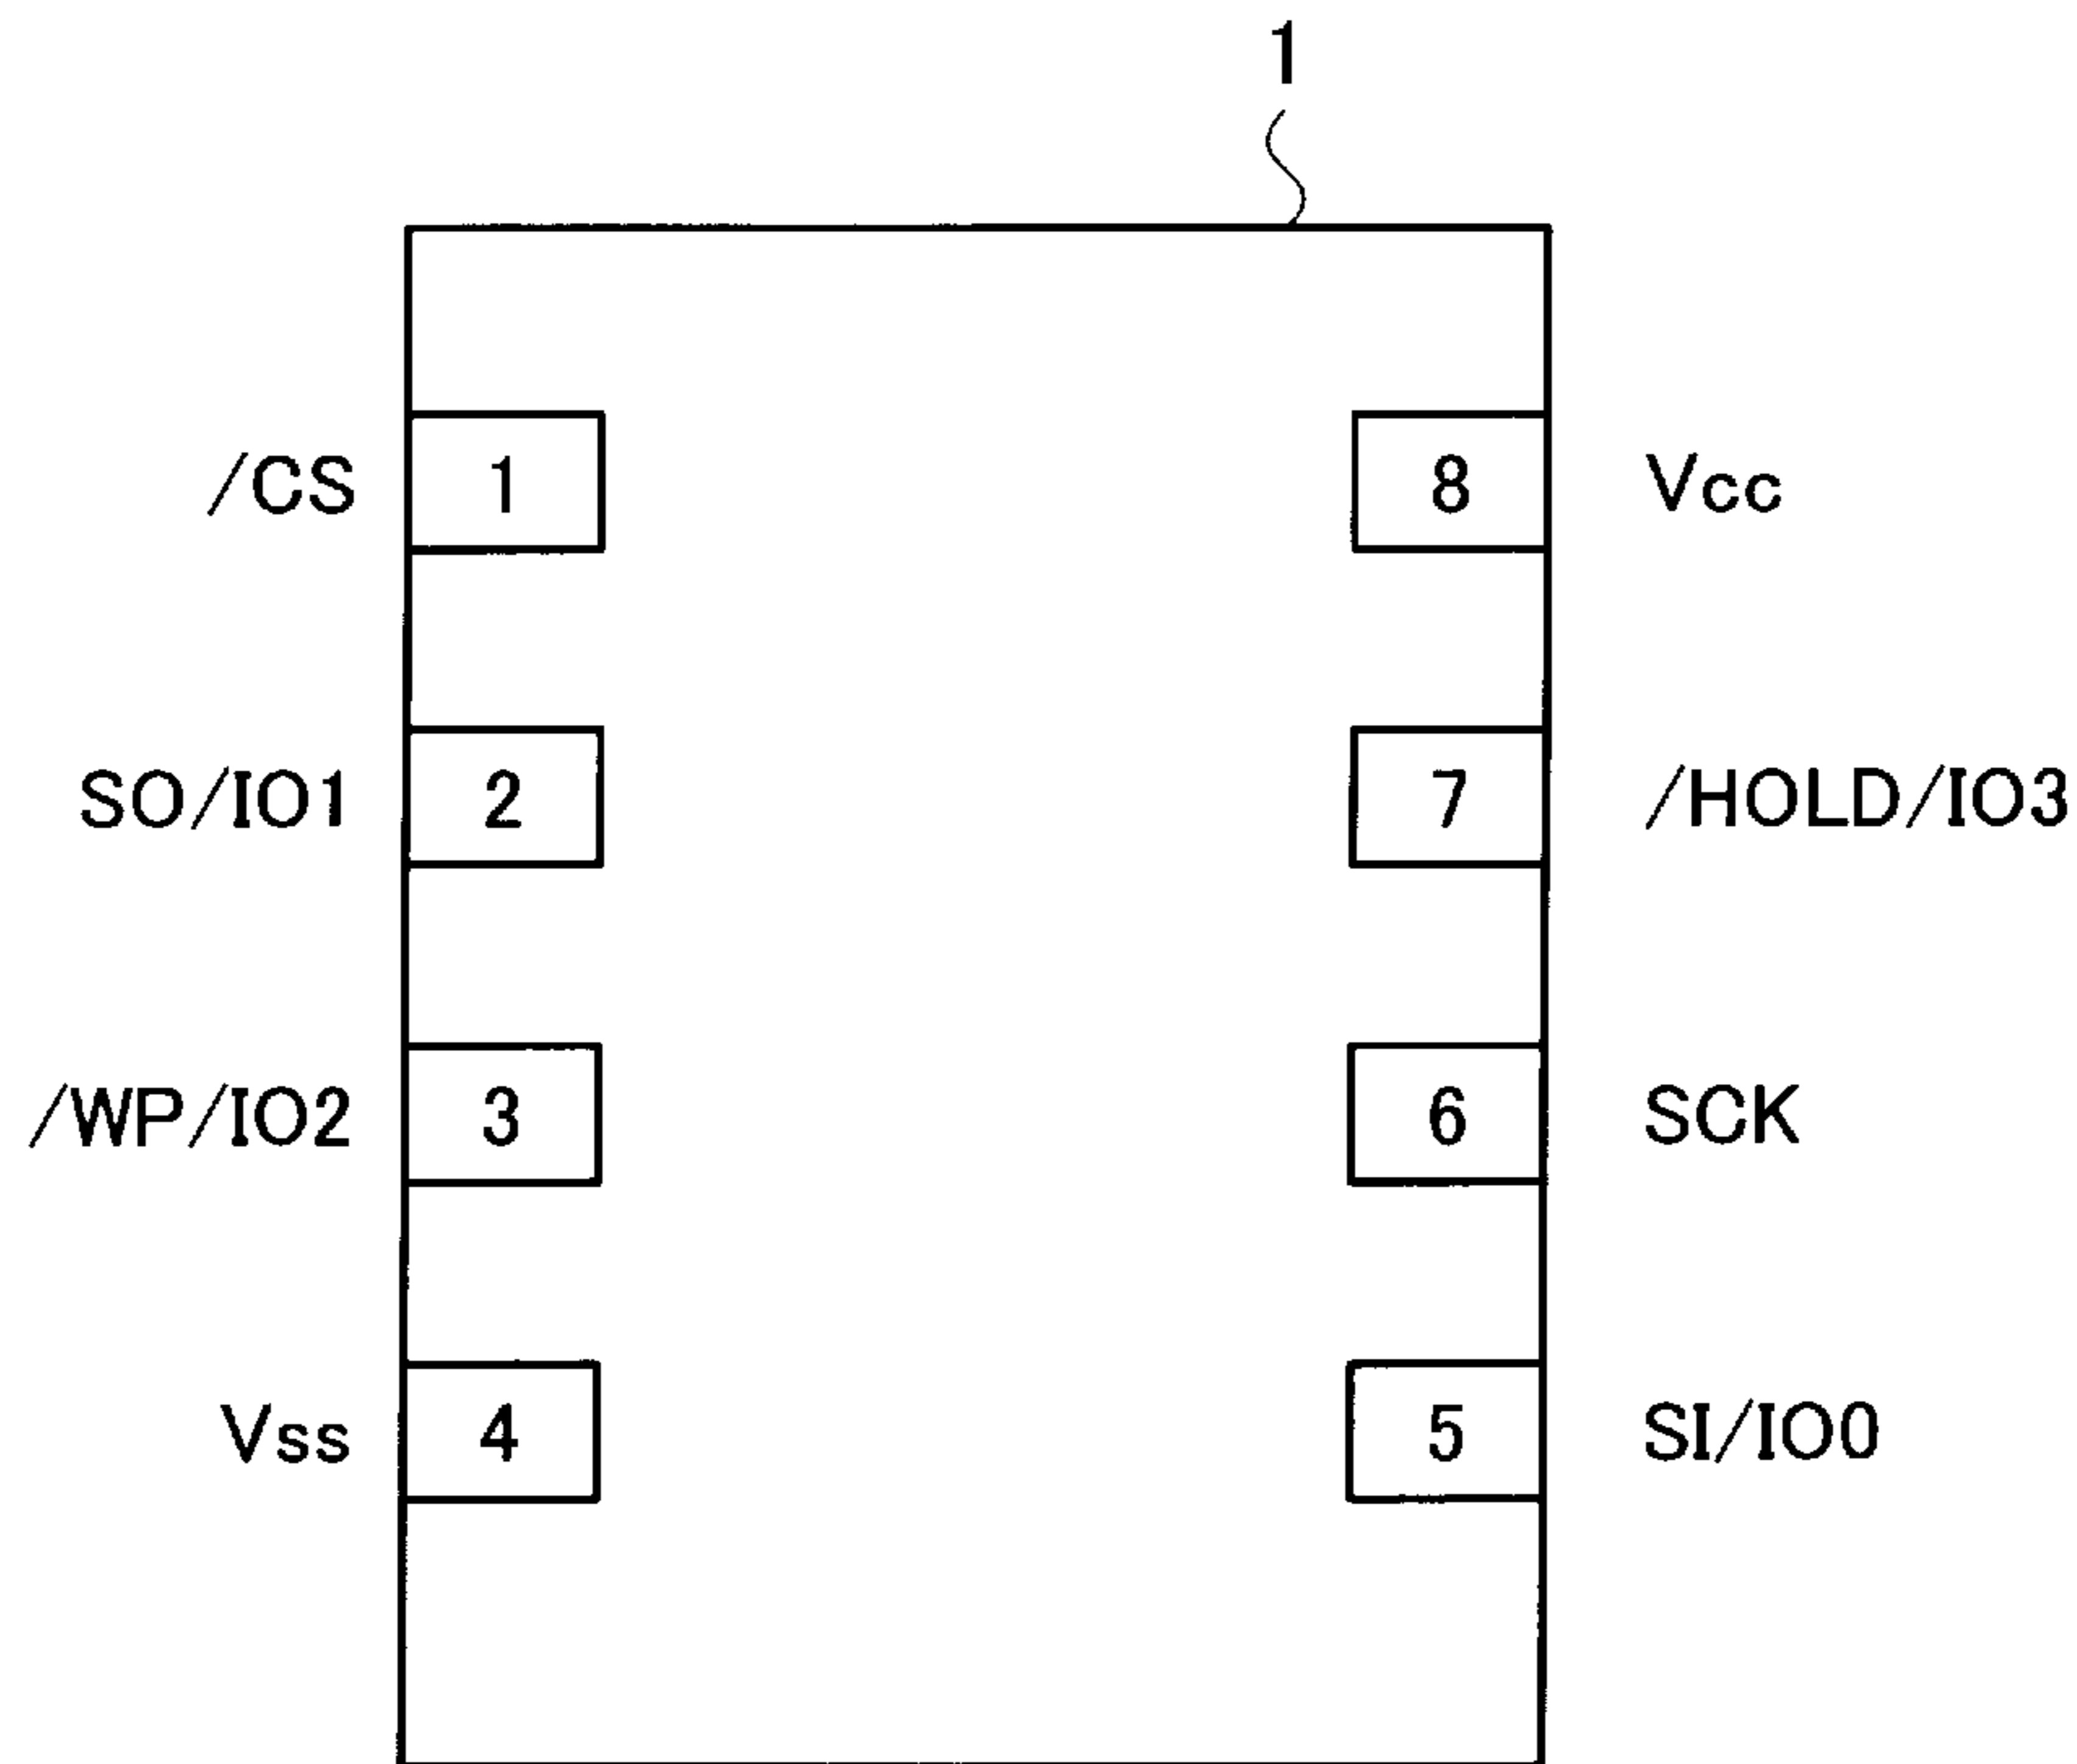 1
/CS 1 8 Vcc
SO/IO1 2 7 /HOLD/IO3
/WP/IO2 3 6 SCK
Vss 4 5 SI/IO0